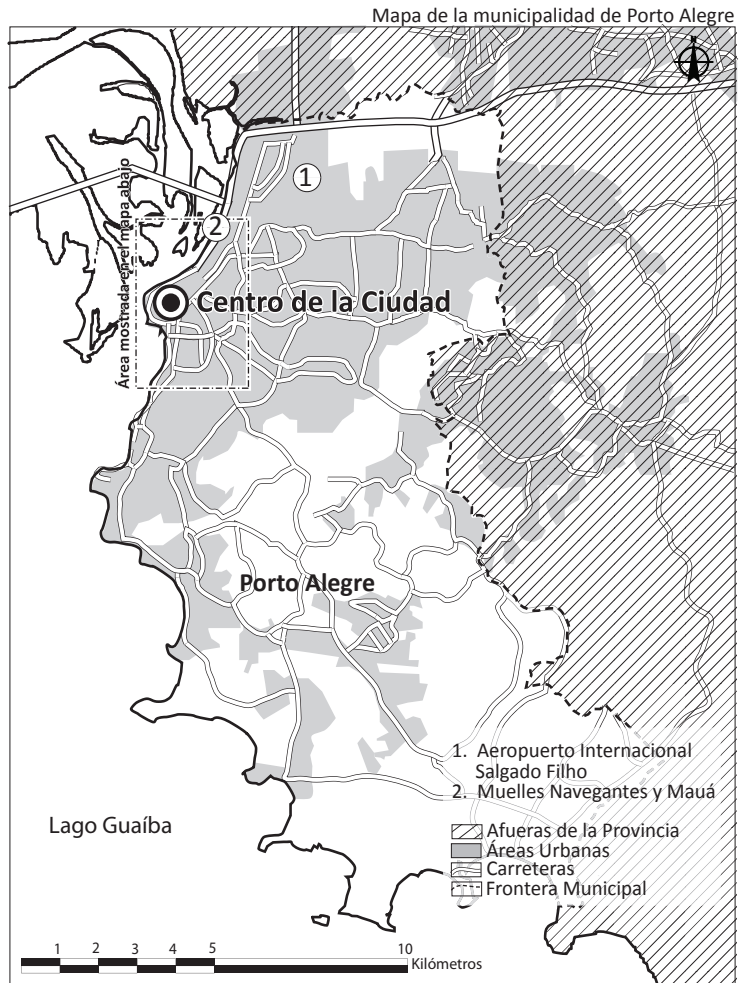 Mapa de la municipalidad de Porto Alegre
Área mostrada en el mapa abajo
1
2
Centro de la Ciudad
Porto Alegre
1. Aeropuerto Internacional
Salgado Filho
2. Muelles Navegantes y Mauá
Lago Guaíba
Afueras de la Provincia
Áreas Urbanas
Carreteras
Frontera Municipal
1 2 3 4 5 10
Kilómetros